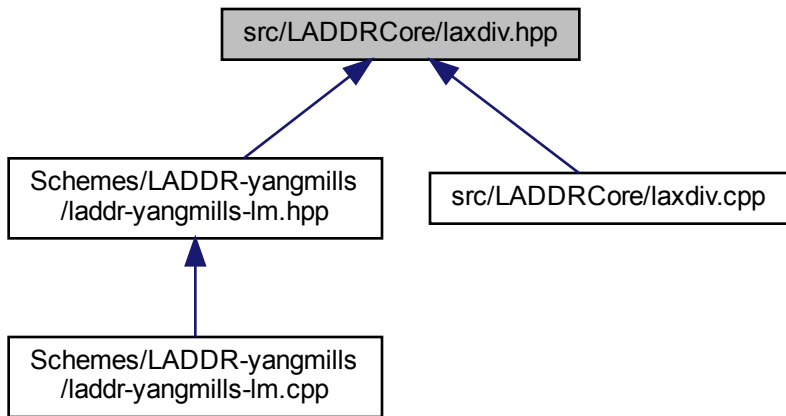 src/LADDRCore/laxdiv.hpp
Schemes/LADDR-yangmills
/laddr-yangmills-lm.hpp
src/LADDRCore/laxdiv.cpp
Schemes/LADDR-yangmills
/laddr-yangmills-lm.cpp